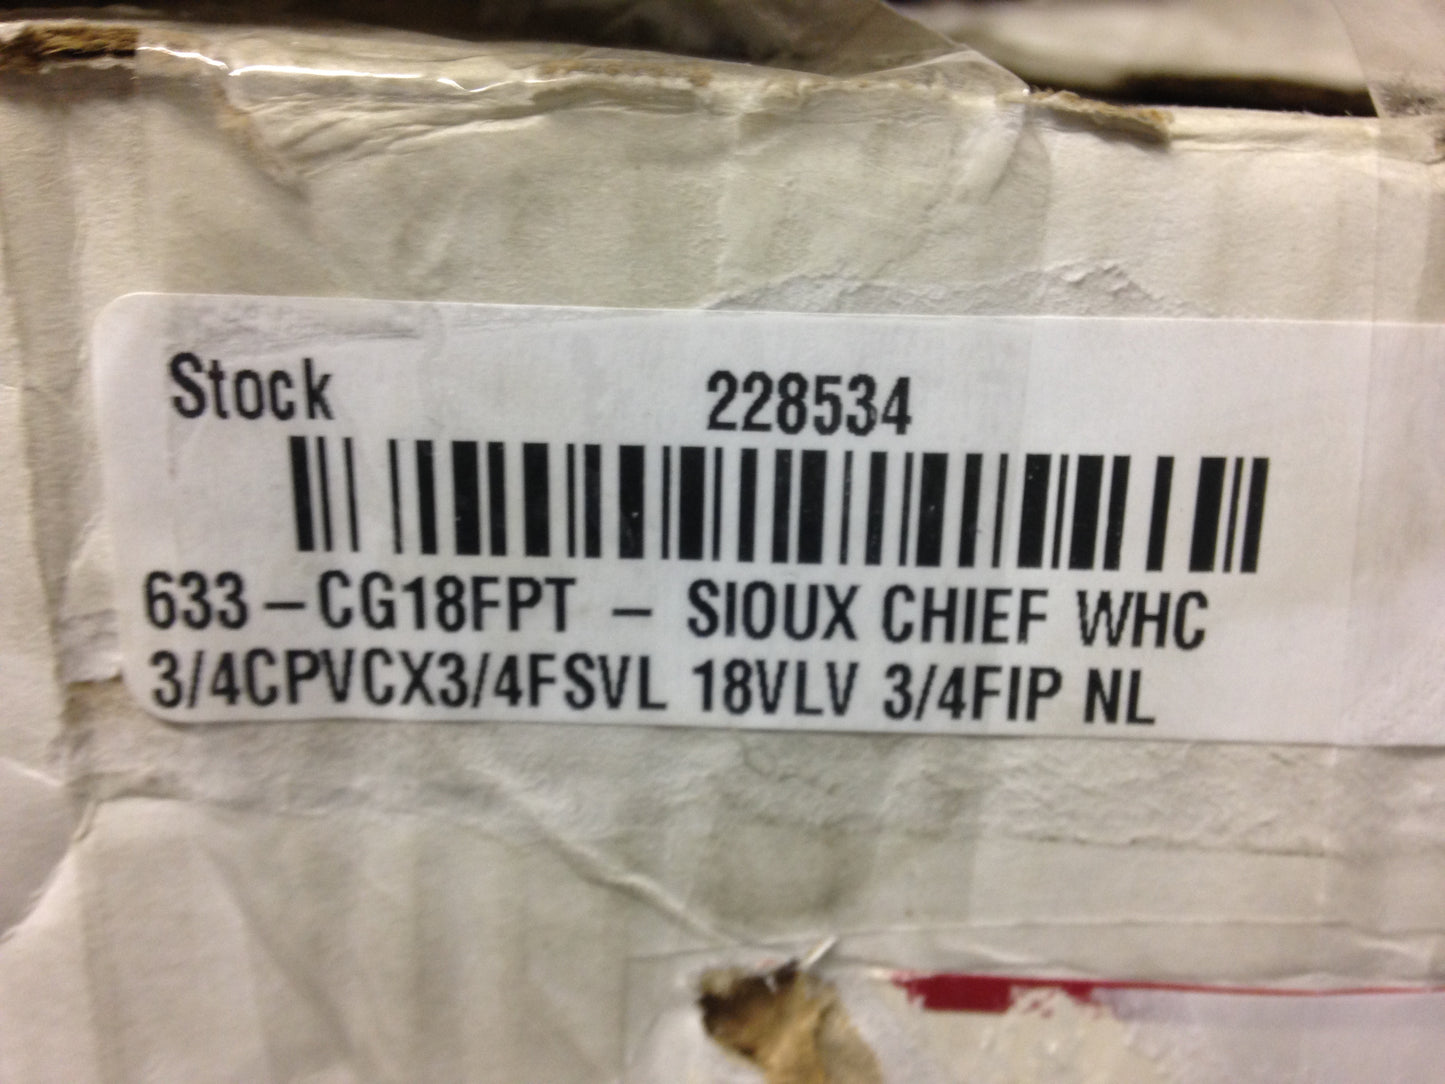 Stock 228534
633-CG18FPT - SIOUX CHIEF WHC
3/4CPVCX3/4FSVL 18VLV 3/4FIP NL